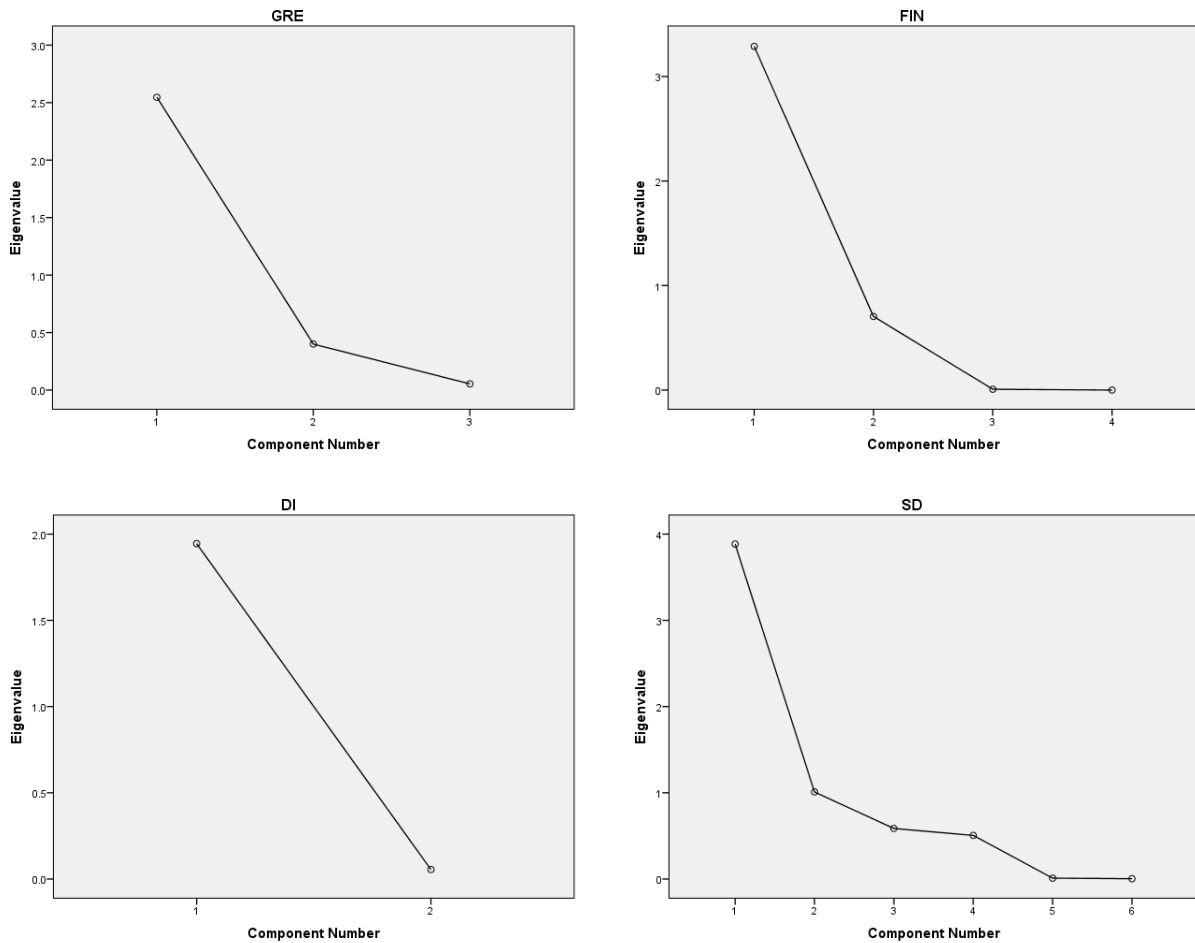 GRE
3.0
2.5
2.0
1.5
1.0
0.5
0.0
Eigenvalue
1 2 3
Component Number
FIN
3
2
1
0
Eigenvalue
1 2 3 4
Component Number
DI
2.0
1.5
1.0
0.5
0.0
Eigenvalue
1 2
Component Number
SD
4
3
2
1
0
Eigenvalue
1 2 3 4 5 6
Component Number